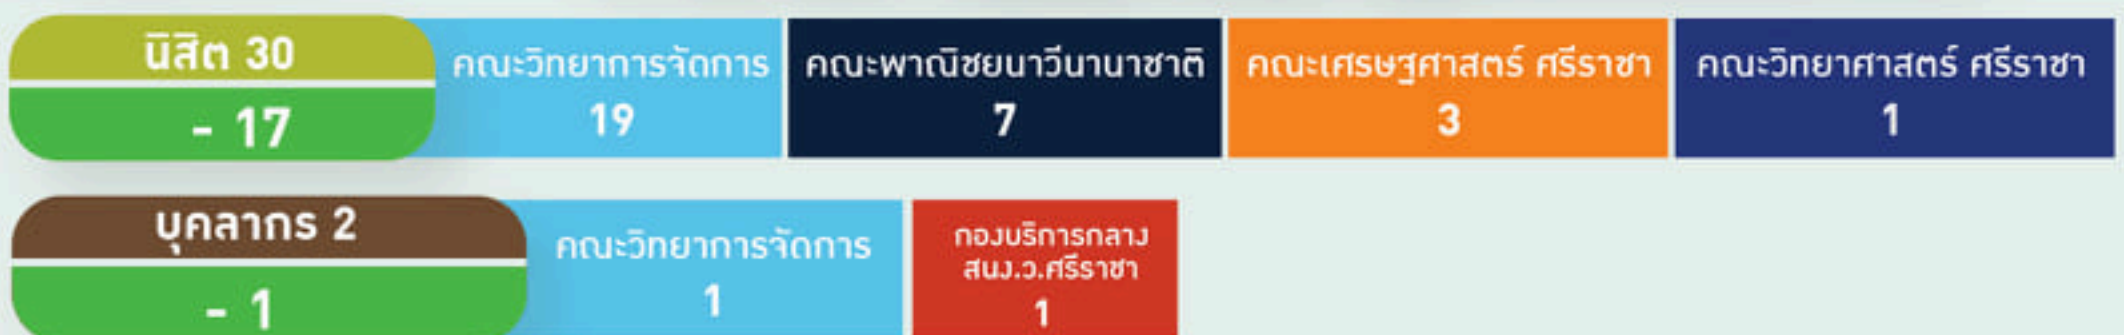 นิสิต 30
- 17
คณะวิทยาการจัดการ
19
คณะพาณิชยนาวีนานาชาติ
7
คณะเศรษฐศาสตร์ ศรีราชา
3
คณะวิทยาศาสตร์ ศรีราชา
1
บุคลากร 2
- 1
คณะวิทยาการจัดการ
1
กองบริการกลาง
สนง.ว.ศรีราชา
1